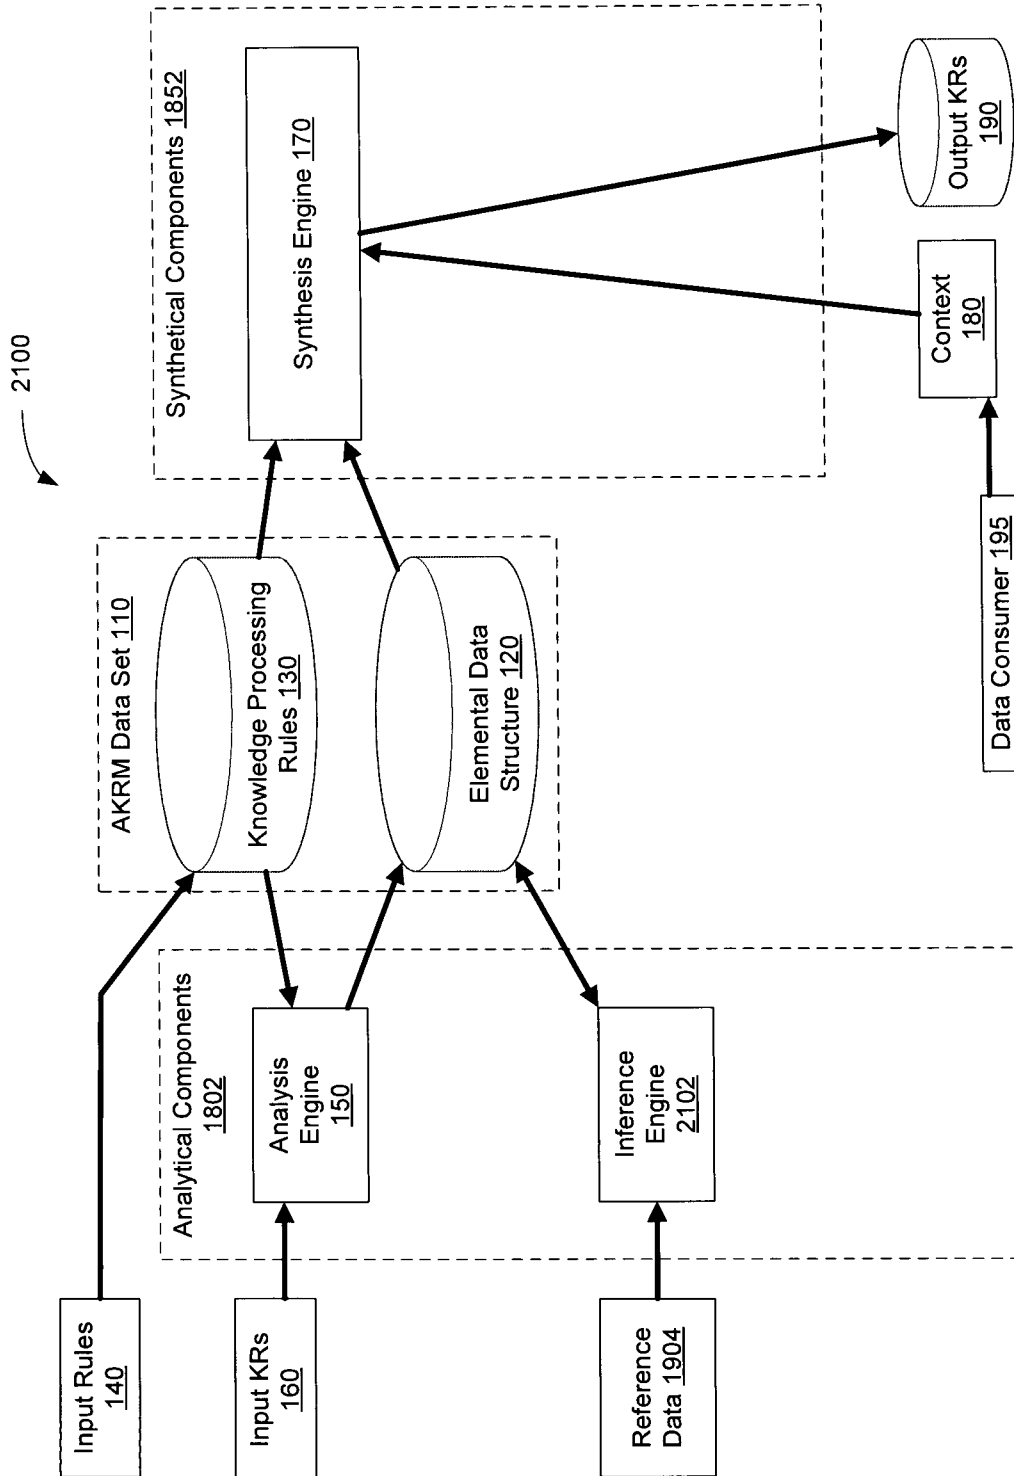 2100
Input Rules
140
Input KRs
160
Reference
Data 1904
Analytical Components
1802
Analysis
Engine
150
Inference
Engine
2102
AKRM Data Set 110
Knowledge Processing
Rules 130
Elemental Data
Structure 120
Synthetical Components 1852
Synthesis Engine 170
Data Consumer 195
Context
180
Output KRs
190